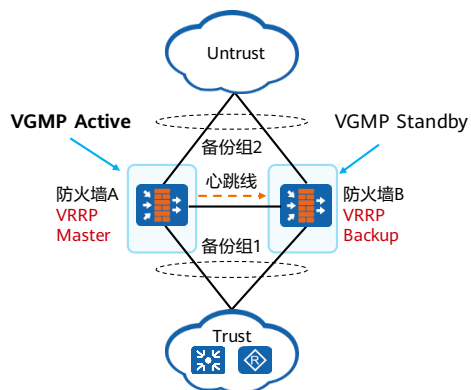 Untrust
VGMP Active
VGMP Standby
备份组2
心跳线
防火墙A
VRRP
Master
防火墙B
VRRP
Backup
备份组1
Trust
R